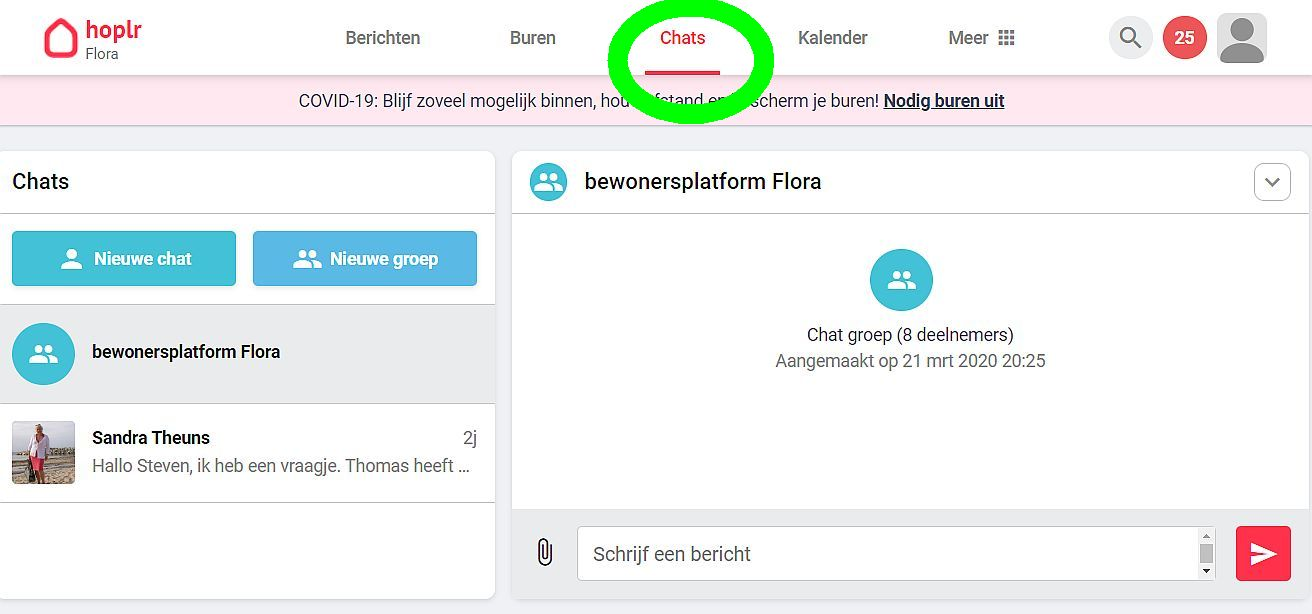 hoplr
Flora
Berichten
Buren
Chats
Kalender
Meer
25
COVID-19: Blijf zoveel mogelijk binnen, je buren! Nodig buren uit
Chats
Nieuwe chat
Nieuwe groep
bewonersplatform Flora
Sandra Theuns
2j
Hallo Steven, ik heb een vraagje. Thomas heeft ...
bewonersplatform Flora
Chat groep (8 deelnemers)
Aangemaakt op 21 mrt 2020 20:25
Schrijf een bericht